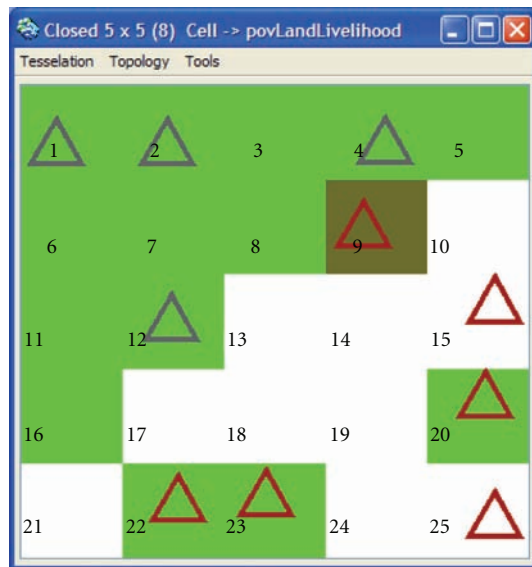 Closed 5 x 5 (8) Cell -> povLandLivelihood
Tesselation Topology Tools
1 2 3 4 5
6 7 8 9 10
11 12 13 14 15
16 17 18 19 20
21 22 23 24 25